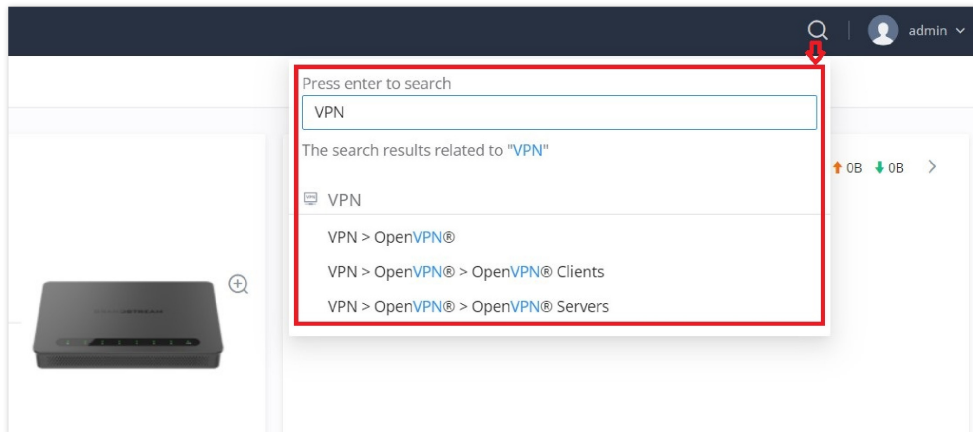 admin
Press enter to search
VPN
The search results related to "VPN"
0B 0B
VPN
VPN > OpenVPN®
VPN > OpenVPN® > OpenVPN® Clients
VPN > OpenVPN® > OpenVPN® Servers